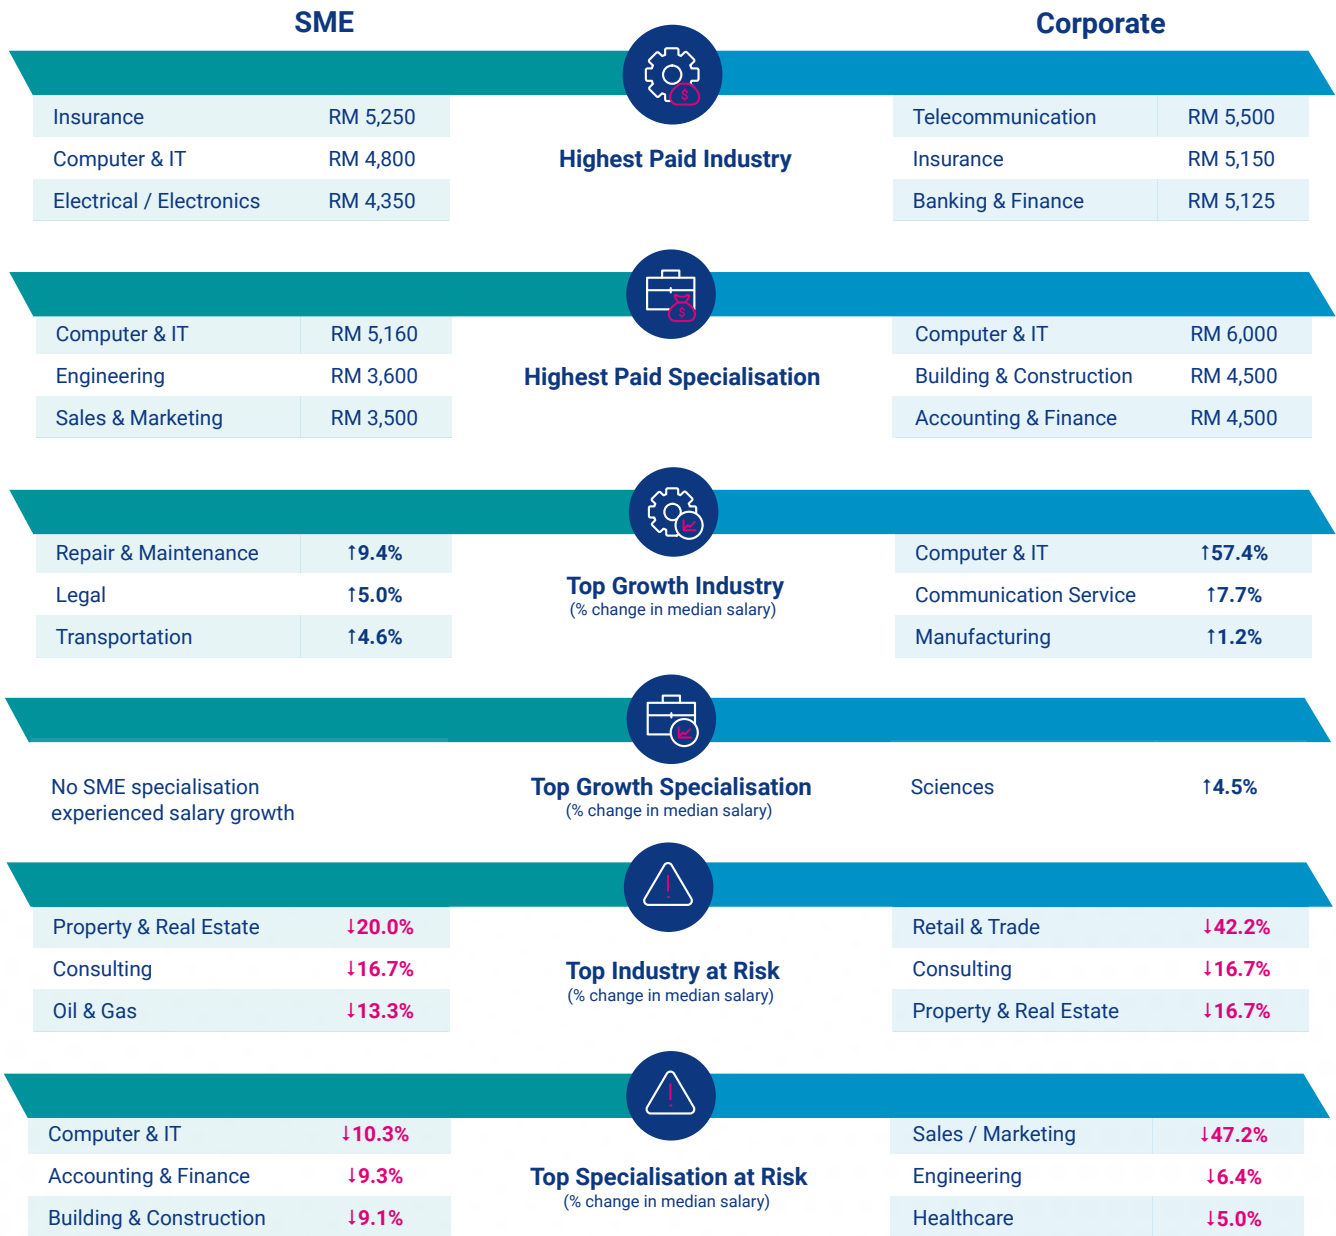 SME
Corporate
Insurance RM 5,250
Computer & IT RM 4,800
Electrical / Electronics RM 4,350
Highest Paid Industry
Telecommunication RM 5,500
Insurance RM 5,150
Banking & Finance RM 5,125
Computer & IT RM 5,160
Engineering RM 3,600
Sales & Marketing RM 3,500
Highest Paid Specialisation
Computer & IT RM 6,000
Building & Construction RM 4,500
Accounting & Finance RM 4,500
Repair & Maintenance ↑9.4%
Legal ↑5.0%
Transportation ↑4.6%
Top Growth Industry
(% change in median salary)
Computer & IT ↑57.4%
Communication Service ↑7.7%
Manufacturing ↑1.2%
No SME specialisation
experienced salary growth
Top Growth Specialisation
(% change in median salary)
Sciences ↑4.5%
Property & Real Estate ↓20.0%
Consulting ↓16.7%
Oil & Gas ↓13.3%
Top Industry at Risk
(% change in median salary)
Retail & Trade ↓42.2%
Consulting ↓16.7%
Property & Real Estate ↓16.7%
Computer & IT ↓10.3%
Accounting & Finance ↓9.3%
Building & Construction ↓9.1%
Top Specialisation at Risk
(% change in median salary)
Sales / Marketing ↓47.2%
Engineering ↓6.4%
Healthcare ↓5.0%